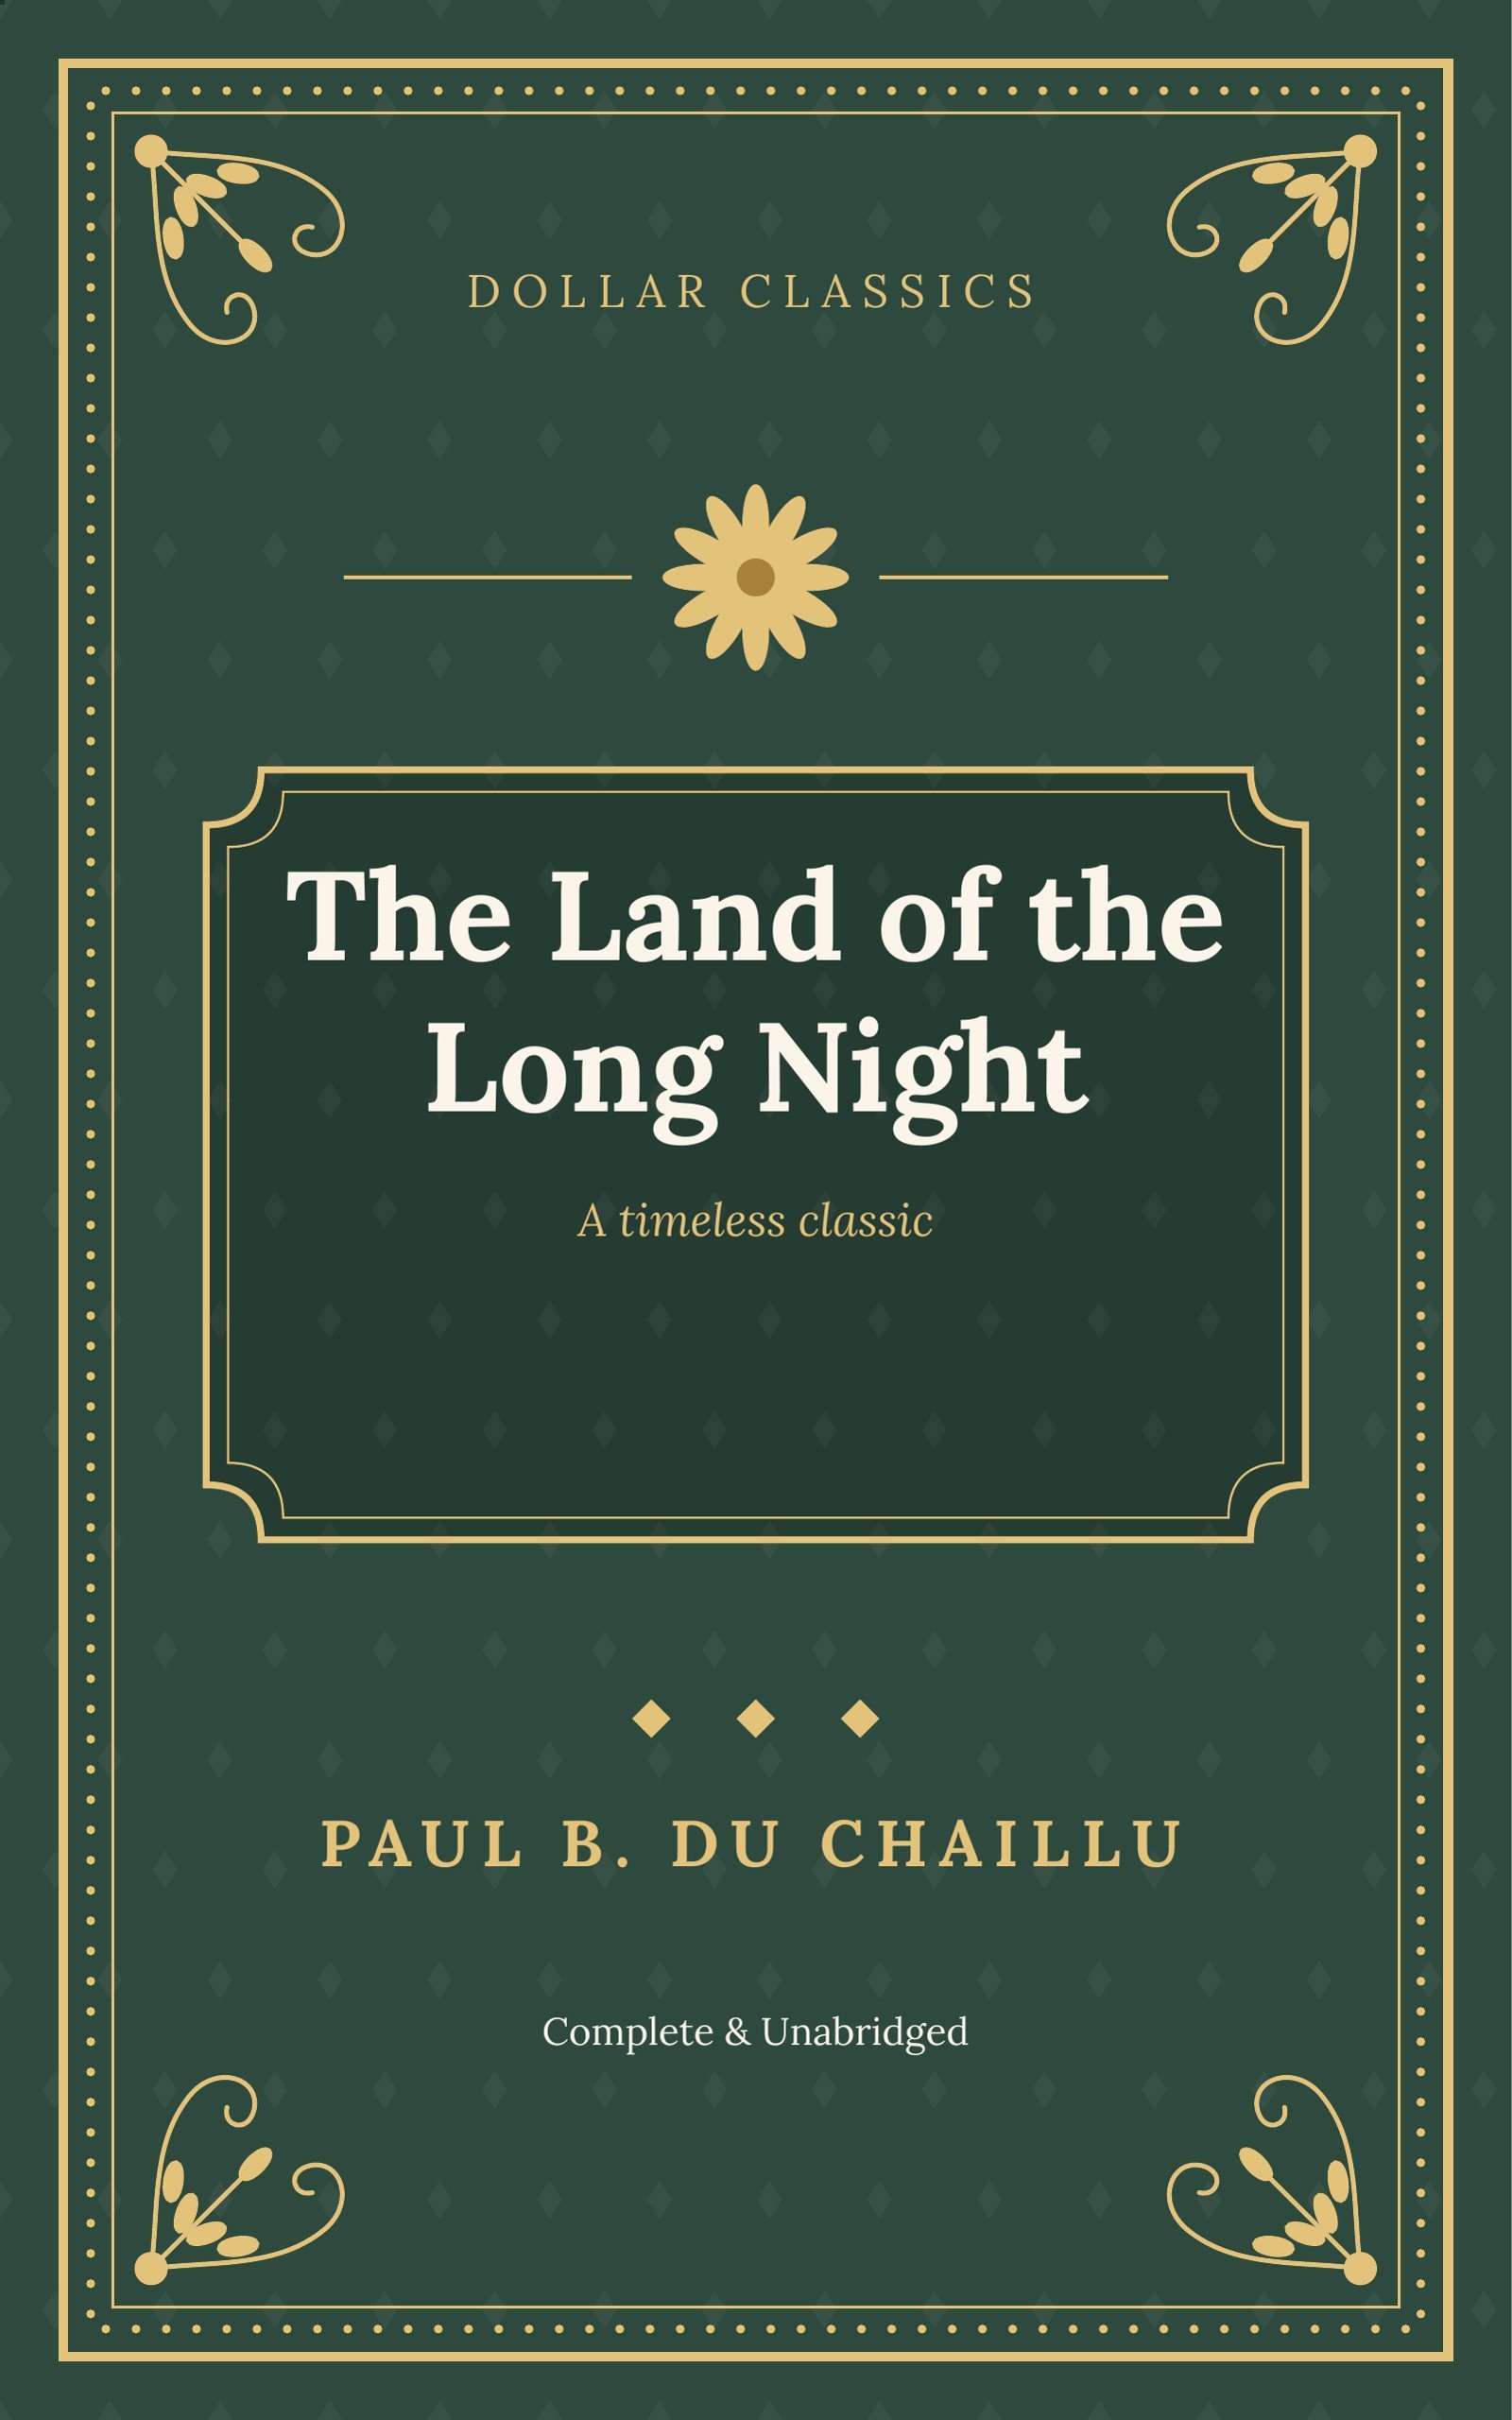 DOLLAR CLASSICS
The Land of the
Long Night
A timeless classic
PAUL B. DU CHAILLU
Complete & Unabridged